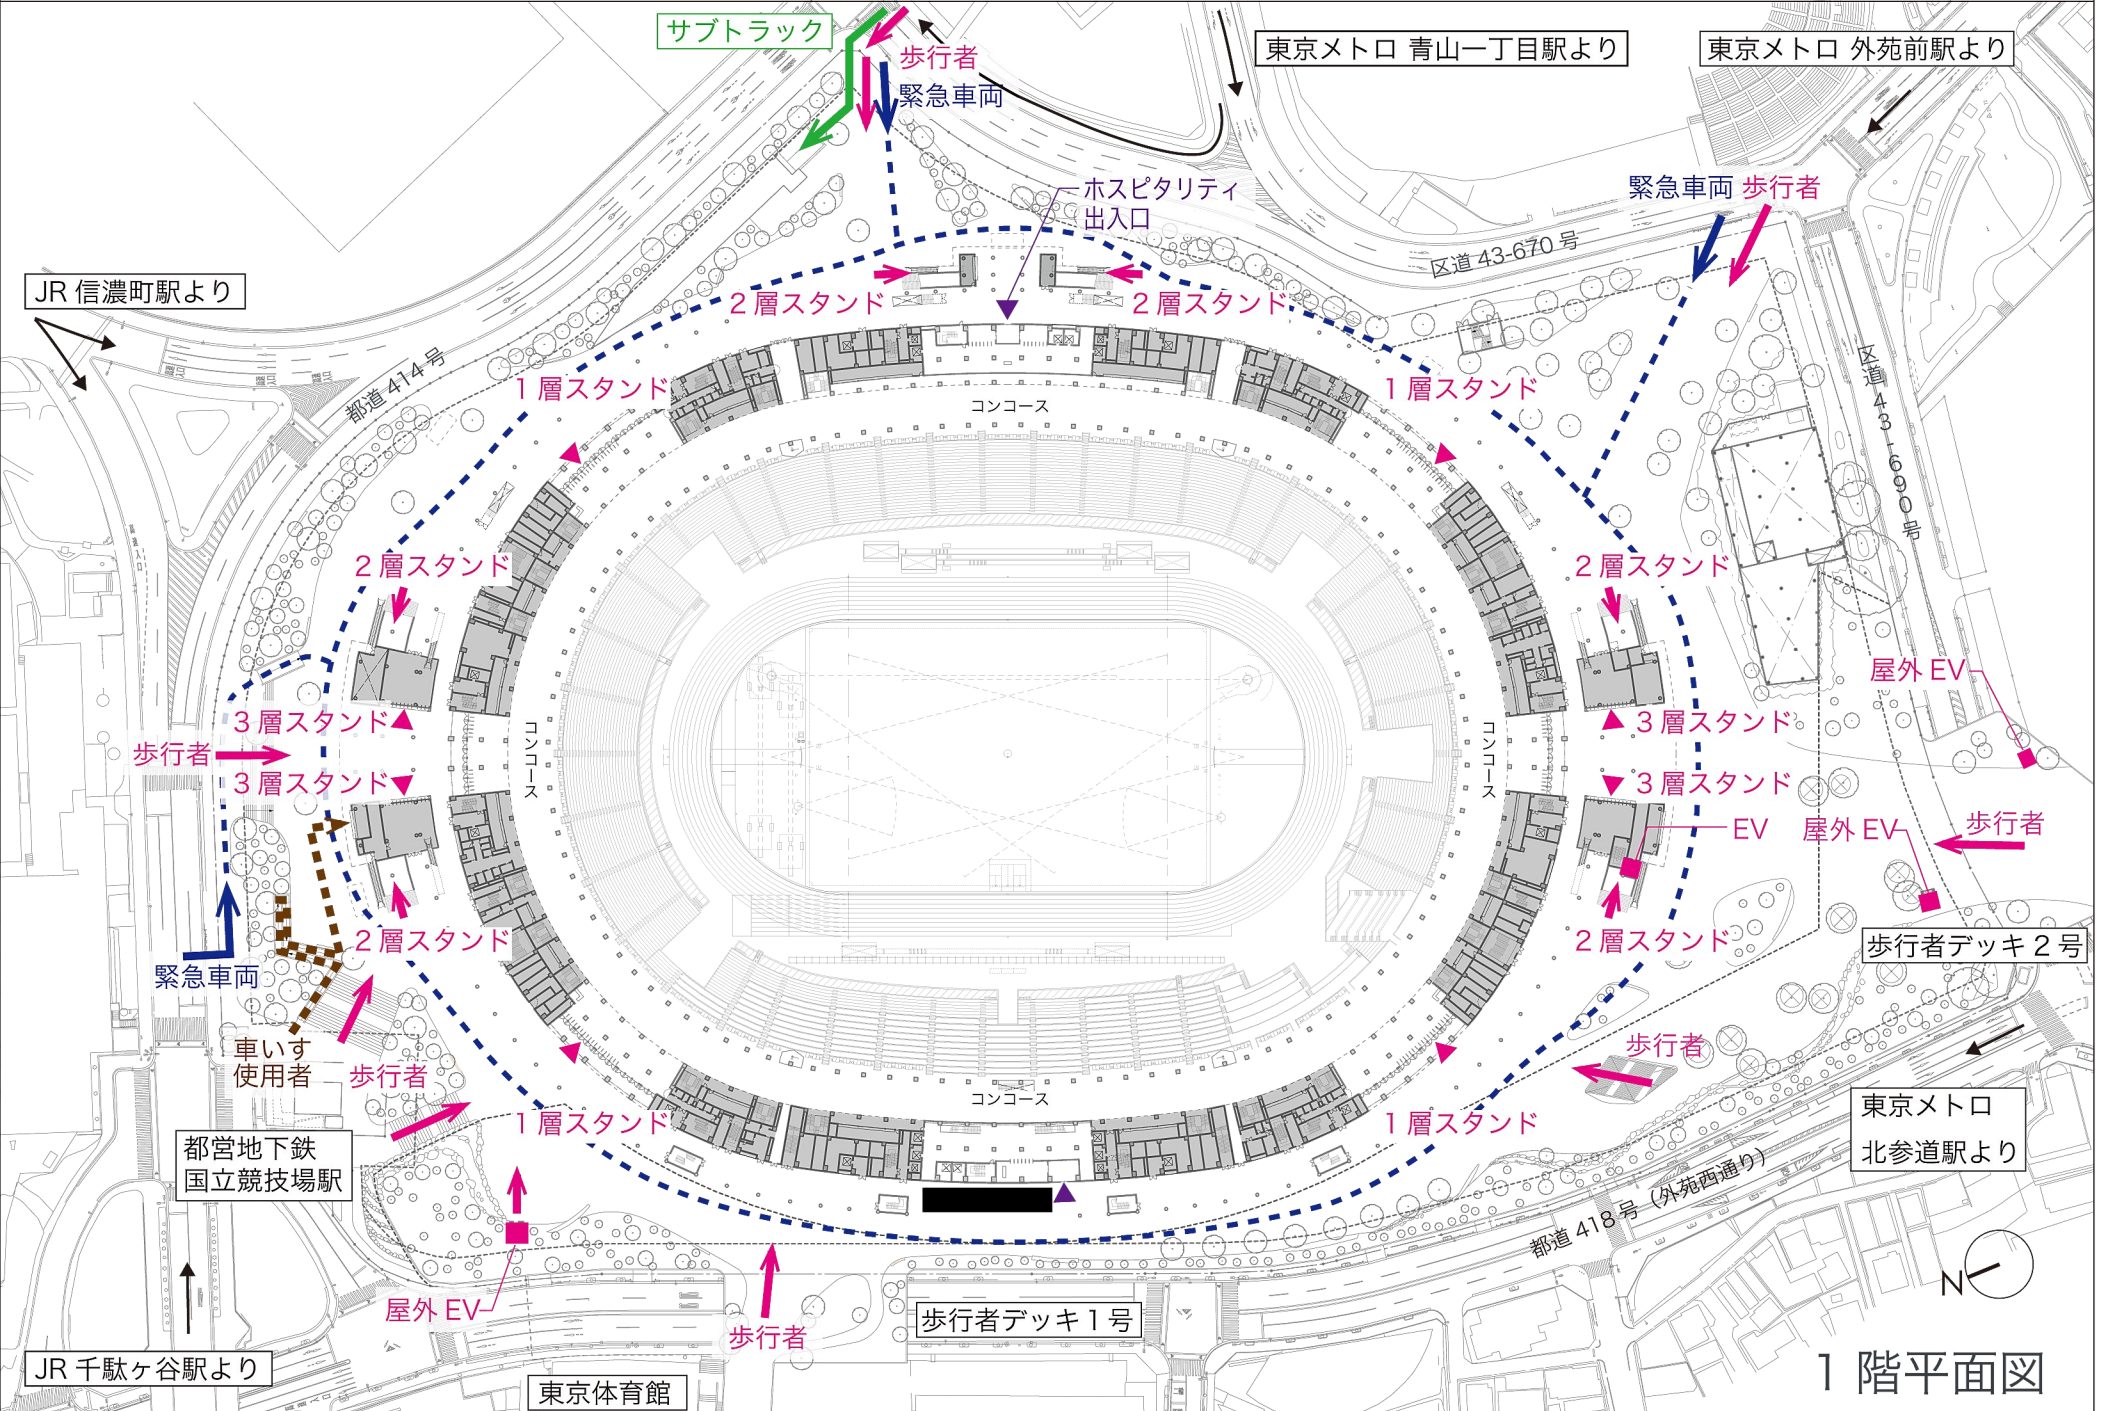 サブトラック
歩行者
緊急車両
東京メトロ 青山一丁目駅より
東京メトロ 外苑前駅より
ホスピタリティ
出入口
緊急車両 歩行者
区道 43-670 号
JR 信濃町駅より
2層スタンド
2層スタンド
都道 414 号
区道 43-690号
1層スタンド
1層スタンド
コンコース
2層スタンド
2層スタンド
屋外 EV
3層スタンド
3層スタンド
歩行者
コンコース
コンコース
3層スタンド
3層スタンド
EV
屋外 EV
歩行者
2層スタンド
2層スタンド
歩行者デッキ 2 号
緊急車両
車いす
使用者
歩行者
歩行者
コンコース
1層スタンド
1層スタンド
東京メトロ
北参道駅より
都営地下鉄
国立競技場駅
都道 418 号（外苑西通り）
N
屋外 EV
歩行者
歩行者デッキ 1 号
JR 千駄ヶ谷駅より
東京体育館
1 階平面図